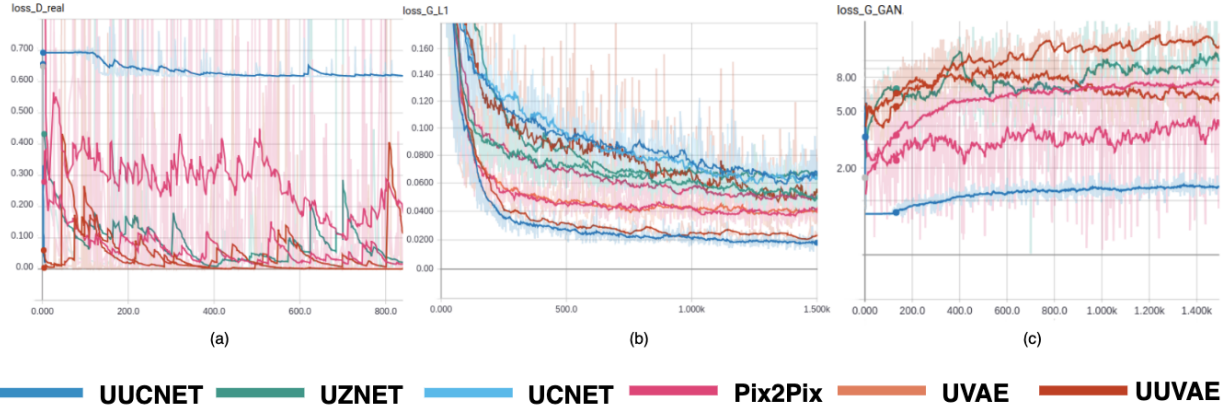 loss_D_real
0.700
0.600
0.500
0.400
0.300
0.200
0.100
0.00
0.000 200.0 400.0 600.0 800.0
(a)
loss_G_L1
0.160
0.140
0.120
0.100
0.0800
0.0600
0.0400
0.0200
0.00
0.000 500.0 1.000k 1.500k
(b)
loss_G_GAN
8.00
5.00
2.00
0.000 200.0 400.0 600.0 800.0 1.000k 1.200k 1.400k
(c)
UUCNET UZNET UCNET Pix2Pix UVAE UUVAE